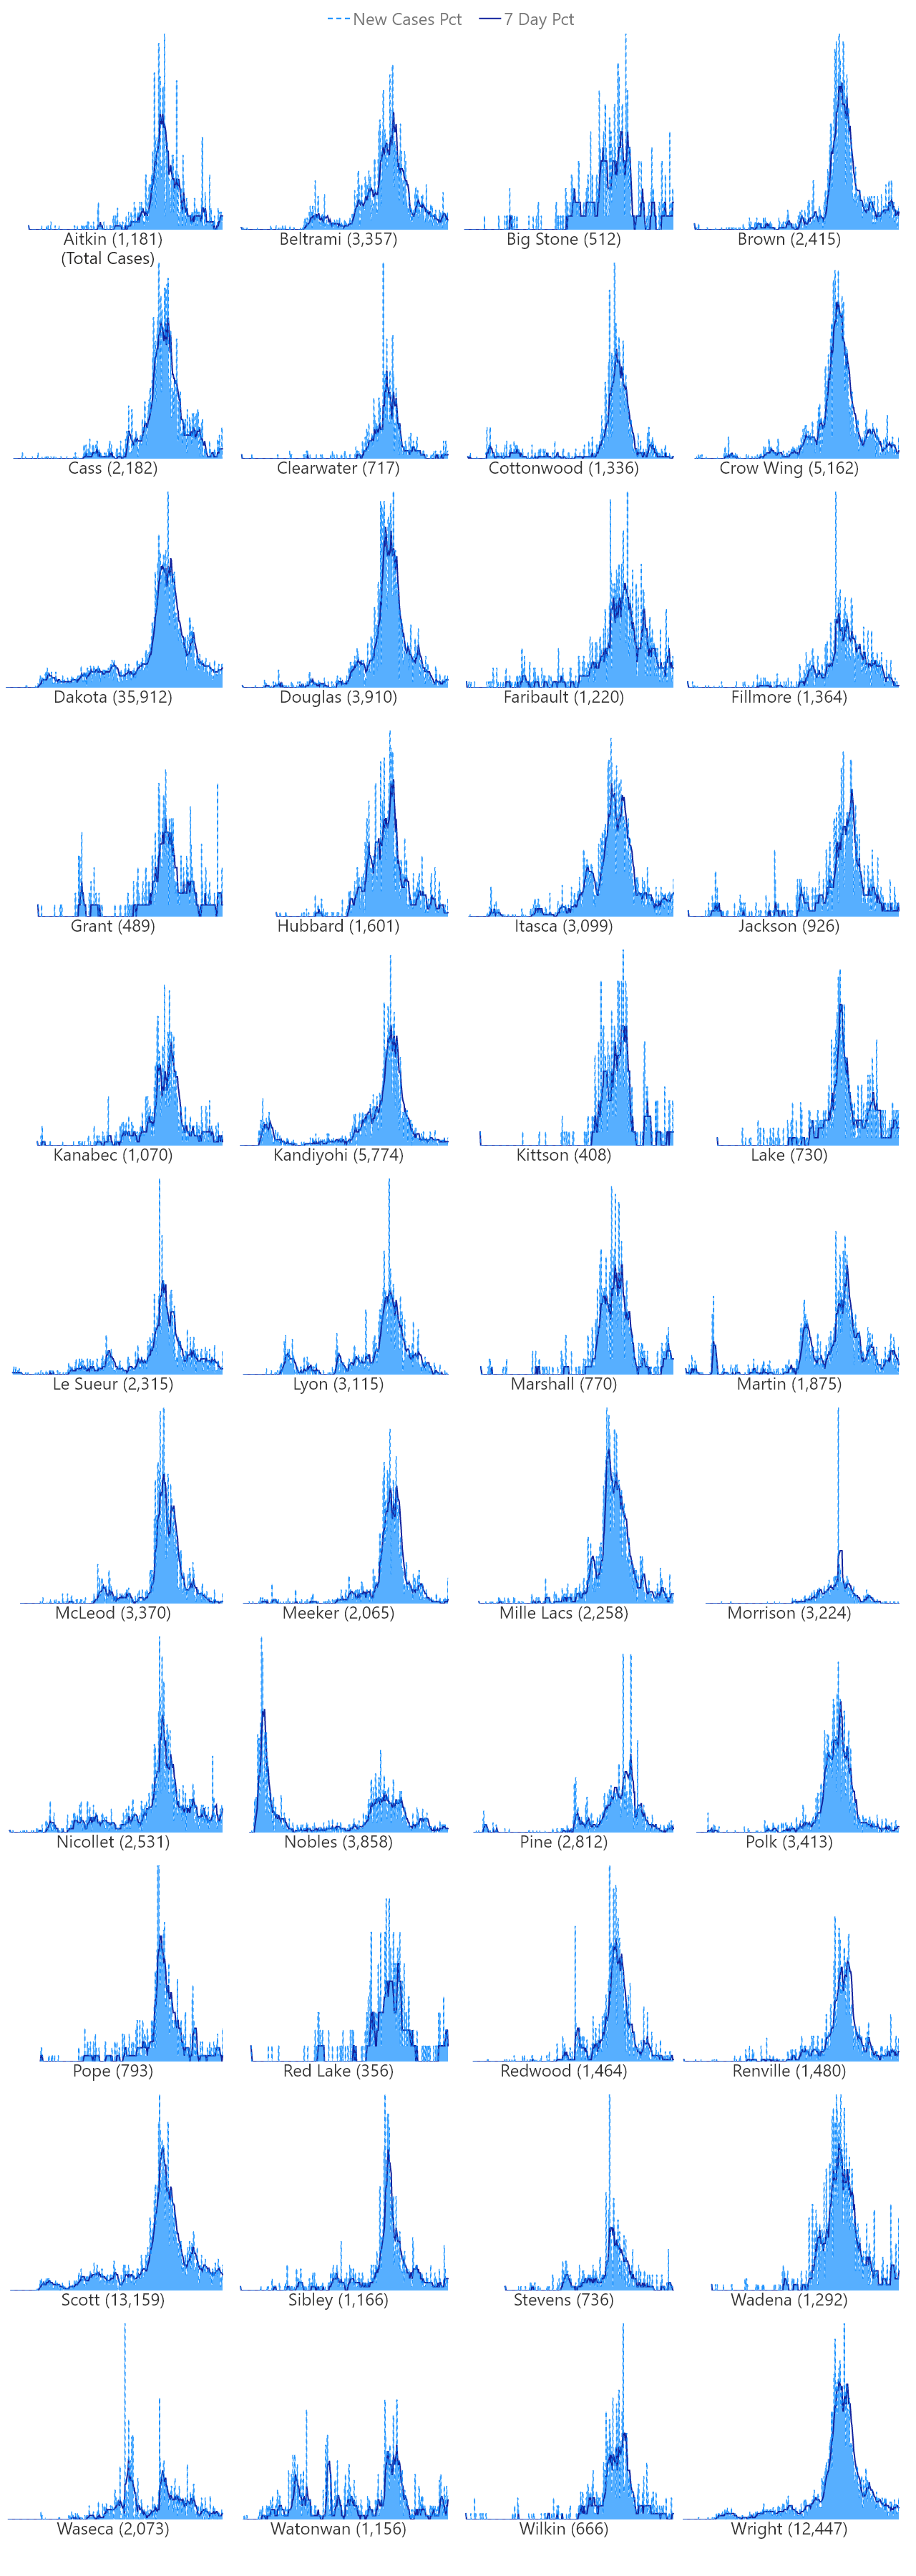 New Cases Pct 7 Day Pct
Aitkin (1,181) Beltrami (3,357) Big Stone (512) Brown (2,415)
(Total Cases)
Cass (2,182) Clearwater (717) Cottonwood (1,336) Crow Wing (5,162)
Dakota (35,912) Douglas (3,910) Faribault (1,220) Fillmore (1,364)
Grant (489) Hubbard (1,601) Itasca (3,099) Jackson (926)
Kanabec (1,070) Kandiyohi (5,774) Kittson (408) Lake (730)
Le Sueur (2,315) Lyon (3,115) Marshall (770) Martin (1,875)
McLeod (3,370) Meeker (2,065) Mille Lacs (2,258) Morrison (3,224)
Nicollet (2,531) Nobles (3,858) Pine (2,812) Polk (3,413)
Pope (793) Red Lake (356) Redwood (1,464) Renville (1,480)
Scott (13,159) Sibley (1,166) Stevens (736) Wadena (1,292)
Waseca (2,073) Watonwan (1,156) Wilkin (666) Wright (12,447)